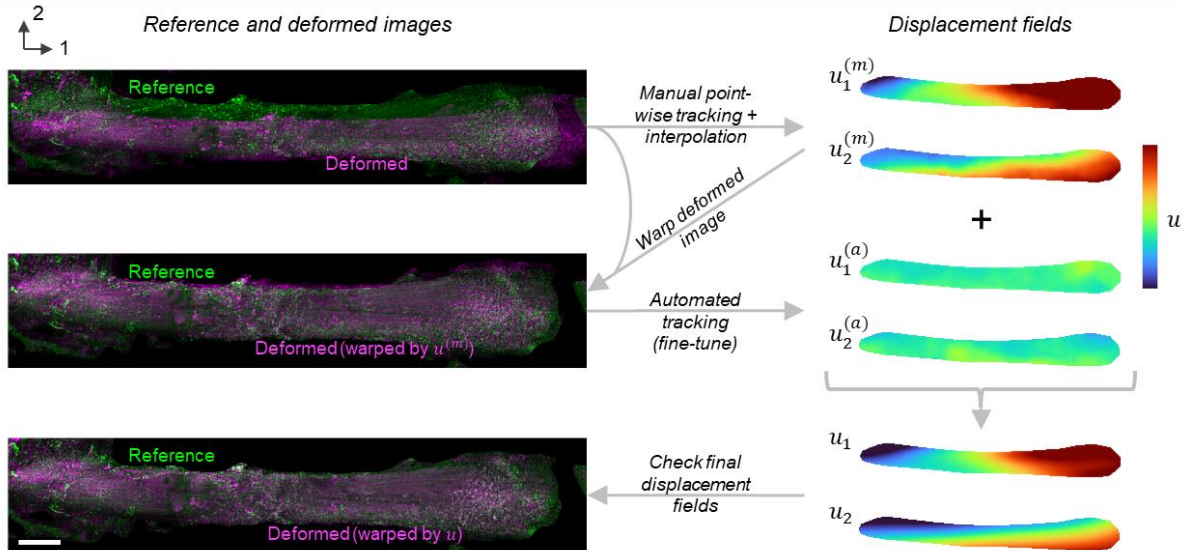 2
1
Reference and deformed images
Displacement fields
Reference
Deformed
Manual point-
wise tracking +
interpolation
u₁⁽ᵐ⁾
u₂⁽ᵐ⁾
Warp deformed
image
+
u
Reference
Deformed (warped by u⁽ᵐ⁾)
Automated
tracking
(fine-tune)
u₁⁽ᵃ⁾
u₂⁽ᵃ⁾
Reference
Deformed (warped by u)
Check final
displacement
fields
u₁
u₂